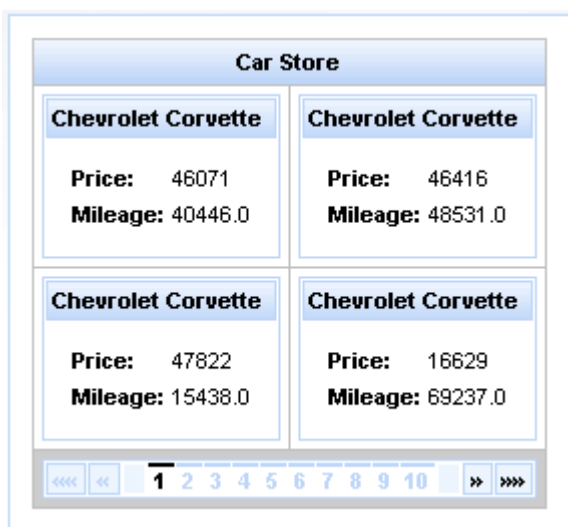 Car Store
Chevrolet Corvette Chevrolet Corvette
Price: 46071 Price: 46416
Mileage: 40446.0 Mileage: 48531.0
Chevrolet Corvette Chevrolet Corvette
Price: 47822 Price: 16629
Mileage: 15438.0 Mileage: 69237.0
«« « 1 2 3 4 5 6 7 8 9 10 » »»